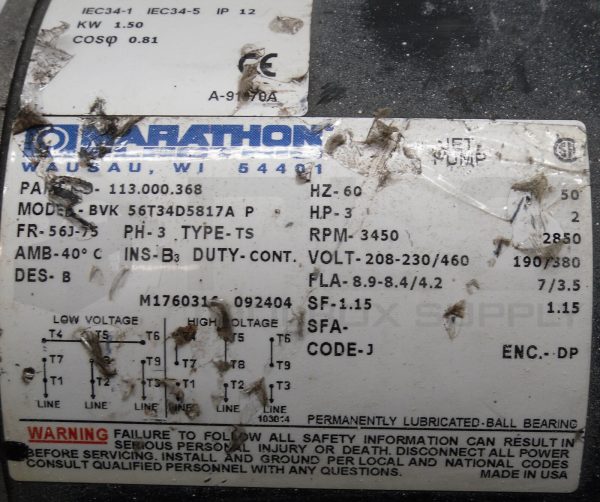 IEC34-1 IEC34-5 IP 12
KW 1.50
COSφ 0.81
CE
MARATHON
WAUSAU, WI 54401
JET PUMP
113.000.368
MODEL- BVK 56T34D5817A P
FR- 56J-75 PH- 3 TYPE-TS
AMB-40° C INS-B3 DUTY-CONT.
DES- B
HZ-60 50
HP-3 2
RPM- 3450 2850
VOLT-208-230/460 190/380
FLA-8.9-8.4/4.2 7/3.5
SF-1.15 1.15
SFA-
CODE-J ENC.- DP
092404
LOW VOLTAGE HIGH VOLTAGE
T4 T5 T6 T4 T5 T6
T7 T8 T9 T7 T8 T9
T1 T2 T3 T1 T2 T3
LINE LINE LINE LINE LINE LINE
PERMANENTLY LUBRICATED-BALL BEARING
WARNING FAILURE TO FOLLOW ALL SAFETY INFORMATION CAN RESULT IN
SERIOUS PERSONAL INJURY OR DEATH. DISCONNECT ALL POWER
BEFORE SERVICING. INSTALL AND GROUND PER LOCAL AND NATIONAL CODES
CONSULT QUALIFIED PERSONNEL WITH ANY QUESTIONS. MADE IN USA